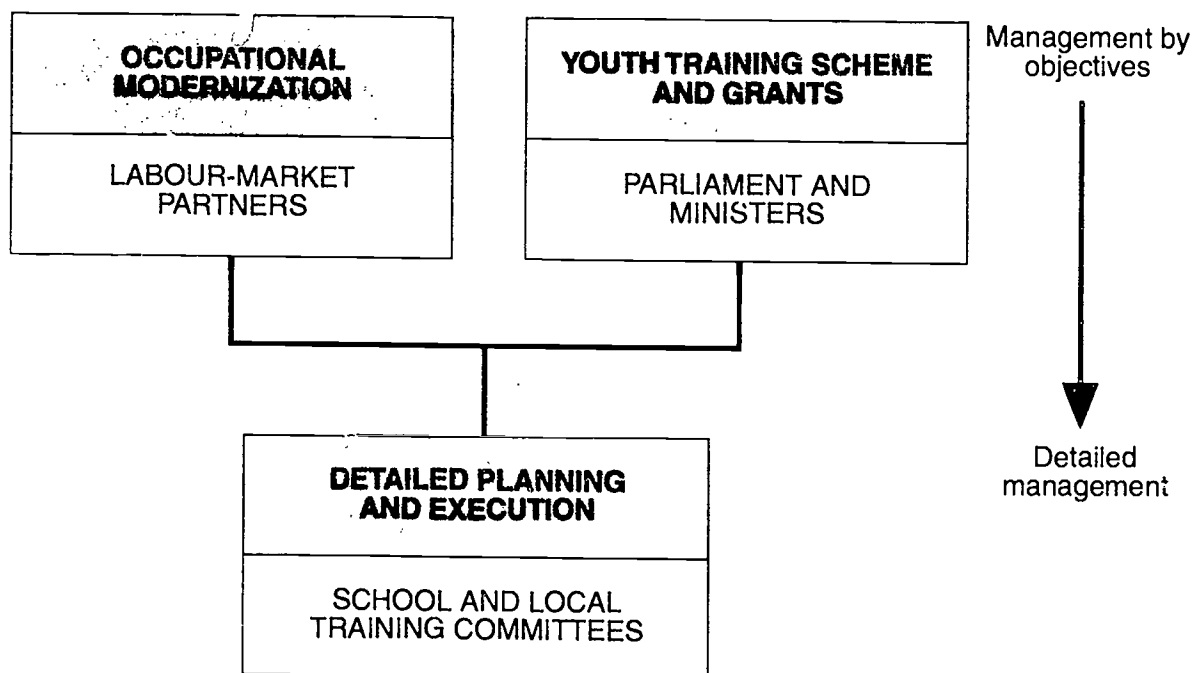 OCCUPATIONAL
MODERNIZATION
LABOUR-MARKET
PARTNERS
YOUTH TRAINING SCHEME
AND GRANTS
PARLIAMENT AND
MINISTERS
Management by
objectives
Detailed
management
DETAILED PLANNING
AND EXECUTION
SCHOOL AND LOCAL
TRAINING COMMITTEES